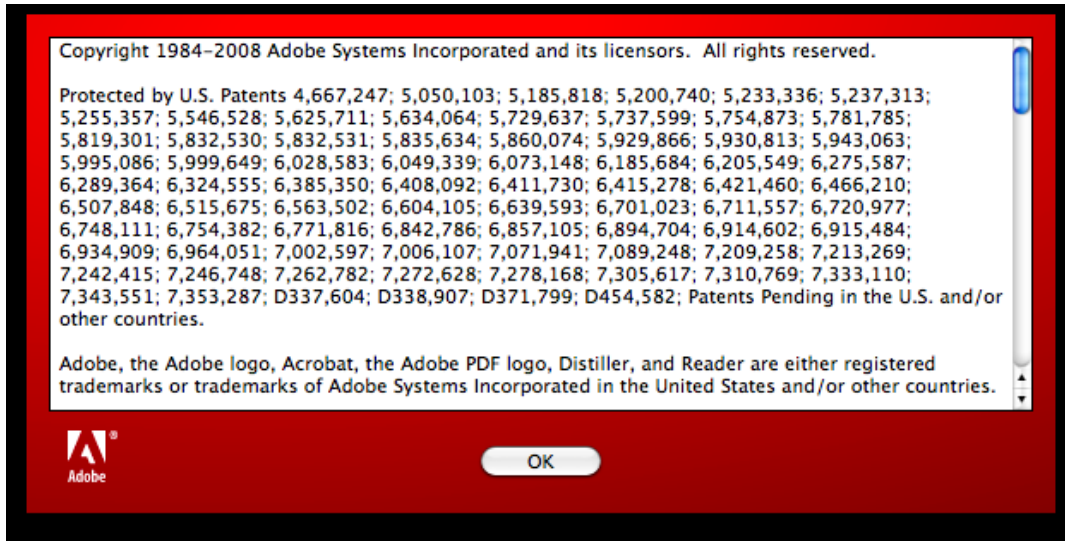 Copyright 1984–2008 Adobe Systems Incorporated and its licensors.  All rights reserved.
Protected by U.S. Patents 4,667,247; 5,050,103; 5,185,818; 5,200,740; 5,233,336; 5,237,313;
5,255,357; 5,546,528; 5,625,711; 5,634,064; 5,729,637; 5,737,599; 5,754,873; 5,781,785;
5,819,301; 5,832,530; 5,832,531; 5,835,634; 5,860,074; 5,929,866; 5,930,813; 5,943,063;
5,995,086; 5,999,649; 6,028,583; 6,049,339; 6,073,148; 6,185,684; 6,205,549; 6,275,587;
6,289,364; 6,324,555; 6,385,350; 6,408,092; 6,411,730; 6,415,278; 6,421,460; 6,466,210;
6,507,848; 6,515,675; 6,563,502; 6,604,105; 6,639,593; 6,701,023; 6,711,557; 6,720,977;
6,748,111; 6,754,382; 6,771,816; 6,842,786; 6,857,105; 6,894,704; 6,914,602; 6,915,484;
6,934,909; 6,964,051; 7,002,597; 7,006,107; 7,071,941; 7,089,248; 7,209,258; 7,213,269;
7,242,415; 7,246,748; 7,262,782; 7,272,628; 7,278,168; 7,305,617; 7,310,769; 7,333,110;
7,343,551; 7,353,287; D337,604; D338,907; D371,799; D454,582; Patents Pending in the U.S. and/or
other countries.
Adobe, the Adobe logo, Acrobat, the Adobe PDF logo, Distiller, and Reader are either registered
trademarks or trademarks of Adobe Systems Incorporated in the United States and/or other countries.
®
Adobe
OK